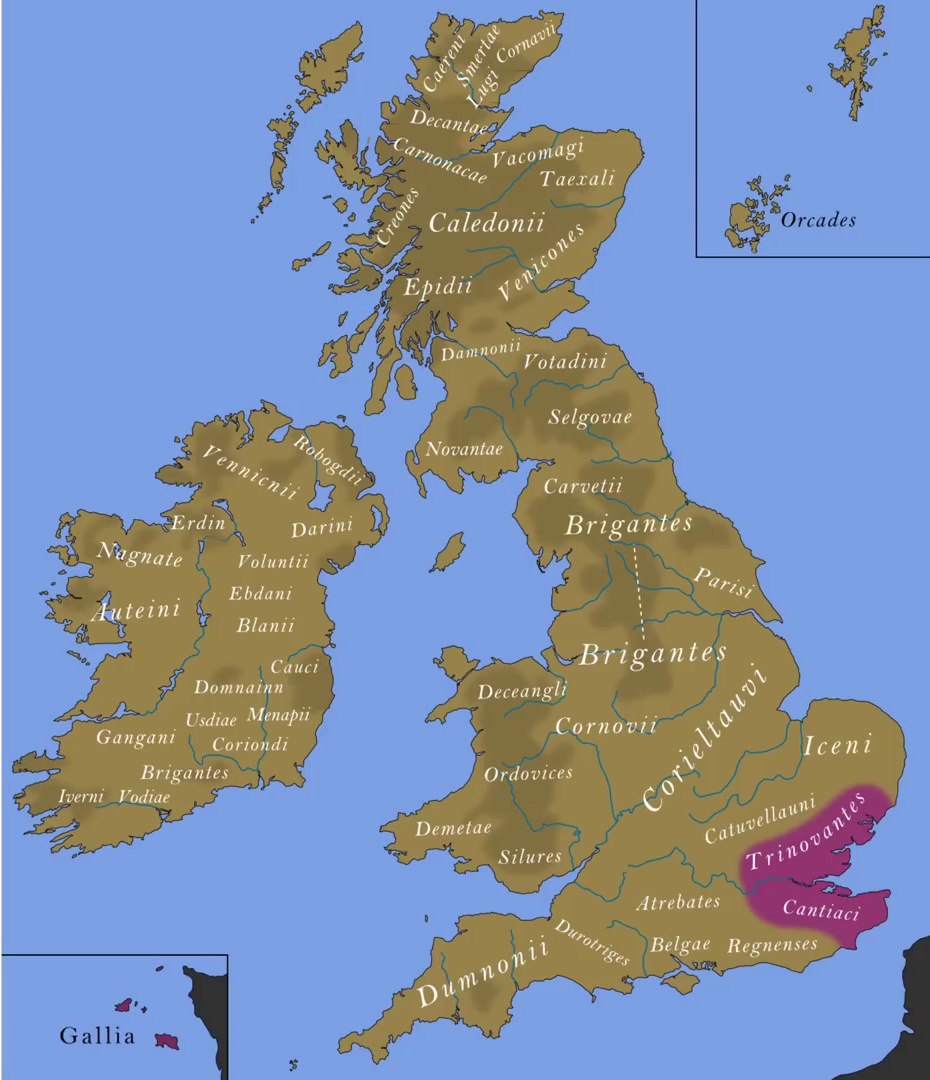 Caereni
Smertae
Cornavii
Lugi
Decantae
Carnonacae
Vacomagi
Taexali
Creones
Caledonii
Orcades
Epidii
Venicones
Damnonii
Votadini
Selgovae
Novantae
Robogdii
Vennicnii
Carvetii
Erdin
Darini
Brigantes
Nagnate
Voluntii
Parisi
Ebdani
Auteini
Blanii
Brigantes
Cauci
Deceangli
Domnainn
Menapii
Usdiae
Cornovii
Corieltauvi
Gangani
Coriondi
Iceni
Brigantes
Ordovices
Iverni
Vodiae
Catuvellauni
Trinovantes
Demetae
Silures
Atrebates
Cantiaci
Durotriges
Belgae
Regnenses
Dumnonii
Gallia